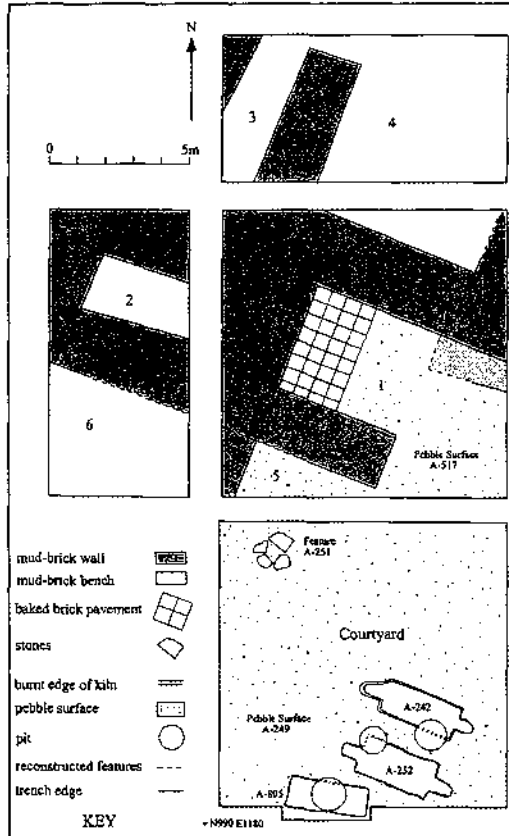 N
0 5m
3
4
2
6
1
Pebble Surface
A-517
5
Feature
A-251
Courtyard
A-242
Pebble Surface
A-249
A-252
A-805
N990 E1180
mud-brick wall
mud-brick bench
baked brick pavement
stones
burnt edge of kiln
pebble surface
pit
reconstructed features
trench edge
KEY